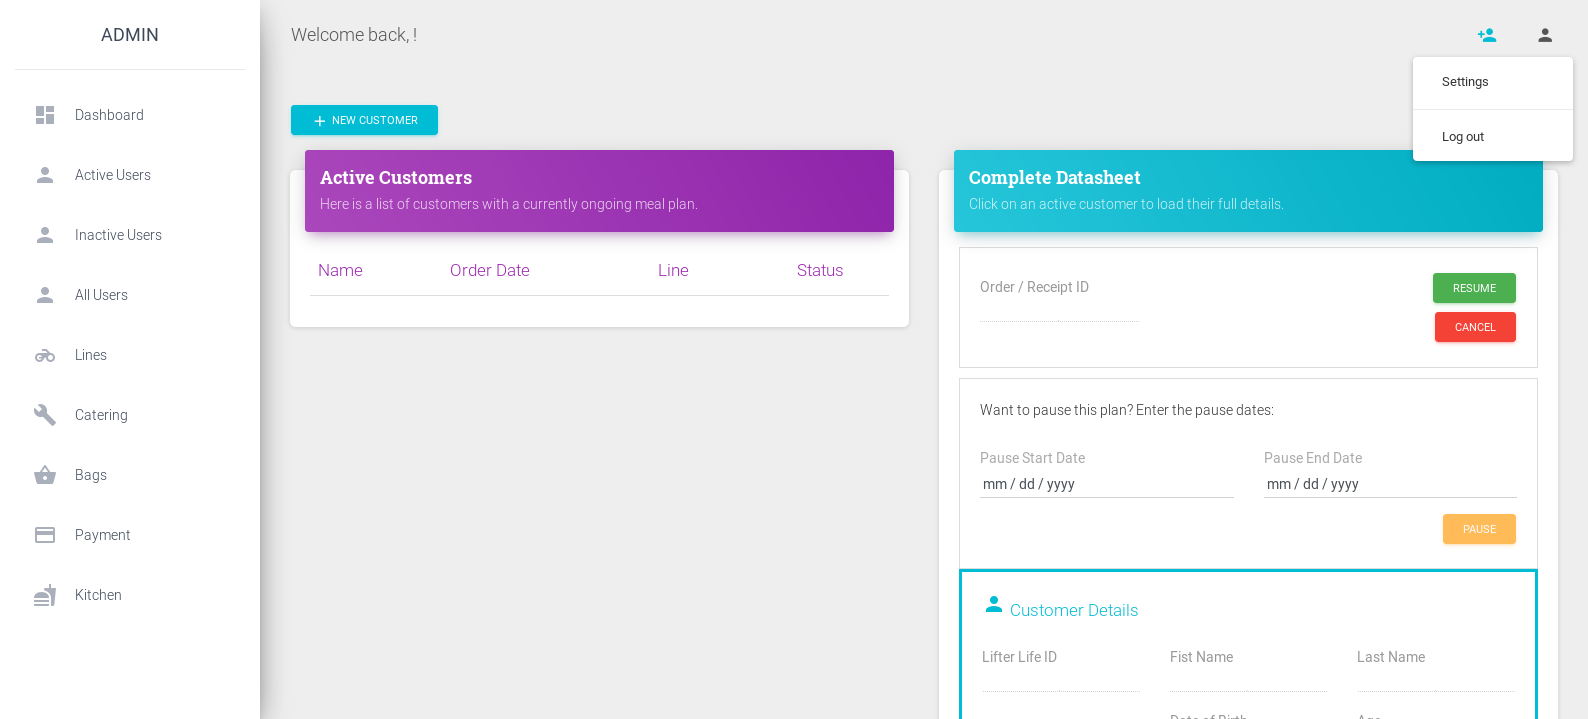 ADMIN
Dashboard
Active Users
Inactive Users
All Users
Lines
Catering
Bags
Payment
Kitchen
Welcome back, !
Settings
Log out
NEW CUSTOMER
Active Customers
Here is a list of customers with a currently ongoing meal plan.
Name Order Date Line Status
Complete Datasheet
Click on an active customer to load their full details.
Order / Receipt ID
RESUME
CANCEL
Want to pause this plan? Enter the pause dates:
Pause Start Date Pause End Date
mm / dd / yyyy mm / dd / yyyy
PAUSE
Customer Details
Lifter Life ID Fist Name Last Name
Date of Birth Age